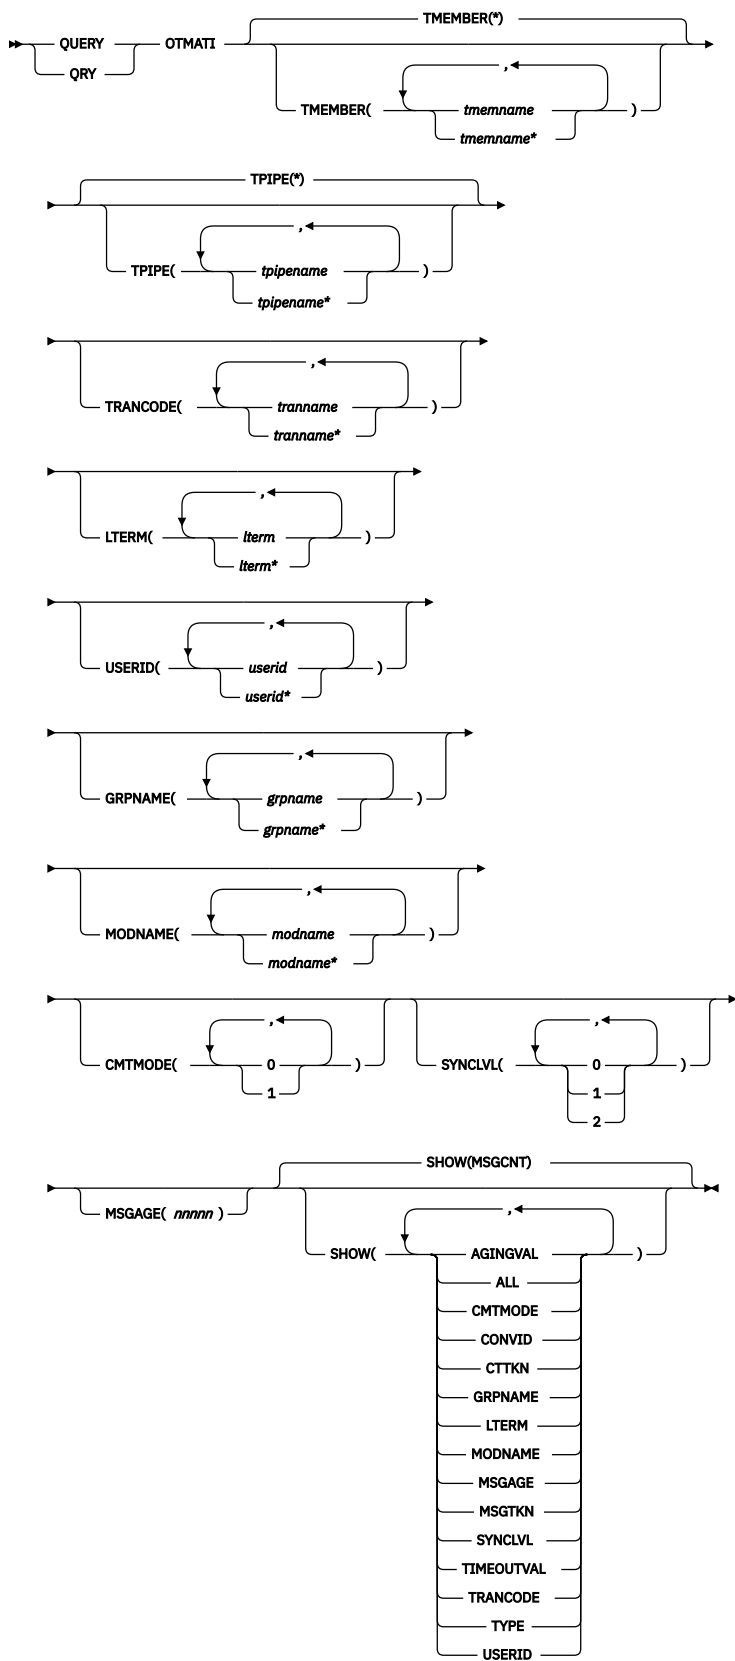 TMEMBER(*)
QUERY OTMATI
QRY
,
TMEMBER( tmemname )
tmemname*
TPIPE(*)
,
TPIPE( tpipename )
tpipename*
,
TRANCODE( tranname )
tranname*
,
LTERM( lterm )
lterm*
,
USERID( userid )
userid*
,
GRPNAME( grpname )
grpname*
,
MODNAME( modname )
modname*
, ,
CMTMODE( 0 ) SYNCLVL( 0 )
1 1
2
SHOW(MSGCNT)
MSGAGE( nnnnn )
,
SHOW( AGINGVAL )
ALL
CMTMODE
CONVID
CTTKN
GRPNAME
LTERM
MODNAME
MSGAGE
MSGTKN
SYNCLVL
TIMEOUTVAL
TRANCODE
TYPE
USERID